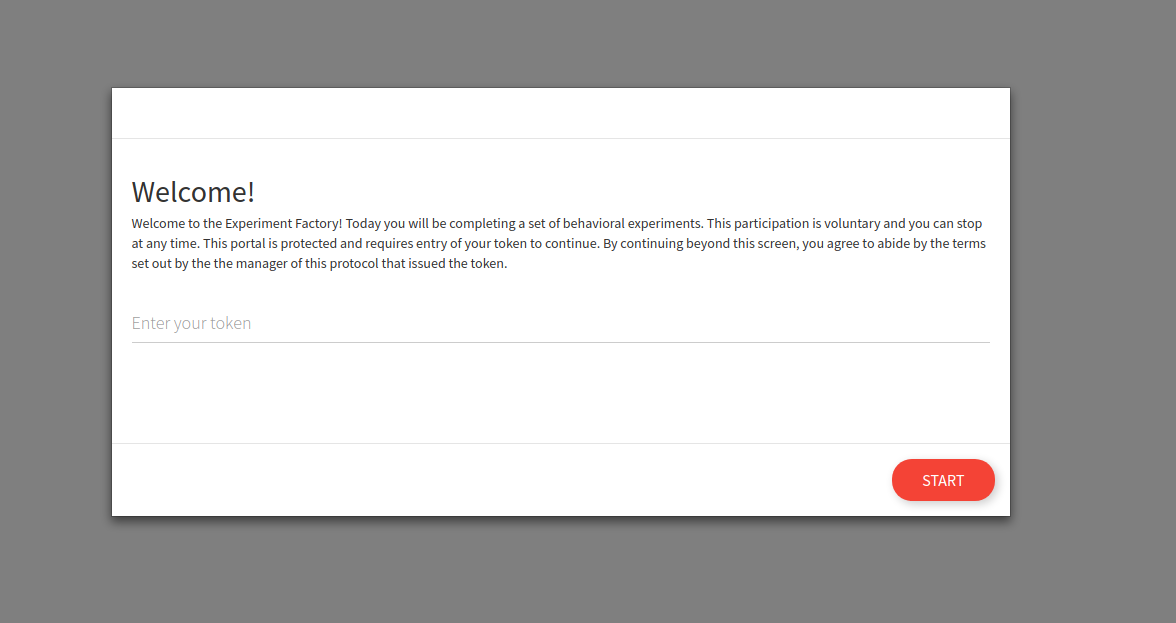 Welcome!
Welcome to the Experiment Factory! Today you will be completing a set of behavioral experiments. This participation is voluntary and you can stop
at any time. This portal is protected and requires entry of your token to continue. By continuing beyond this screen, you agree to abide by the terms
set out by the the manager of this protocol that issued the token.
Enter your token
START